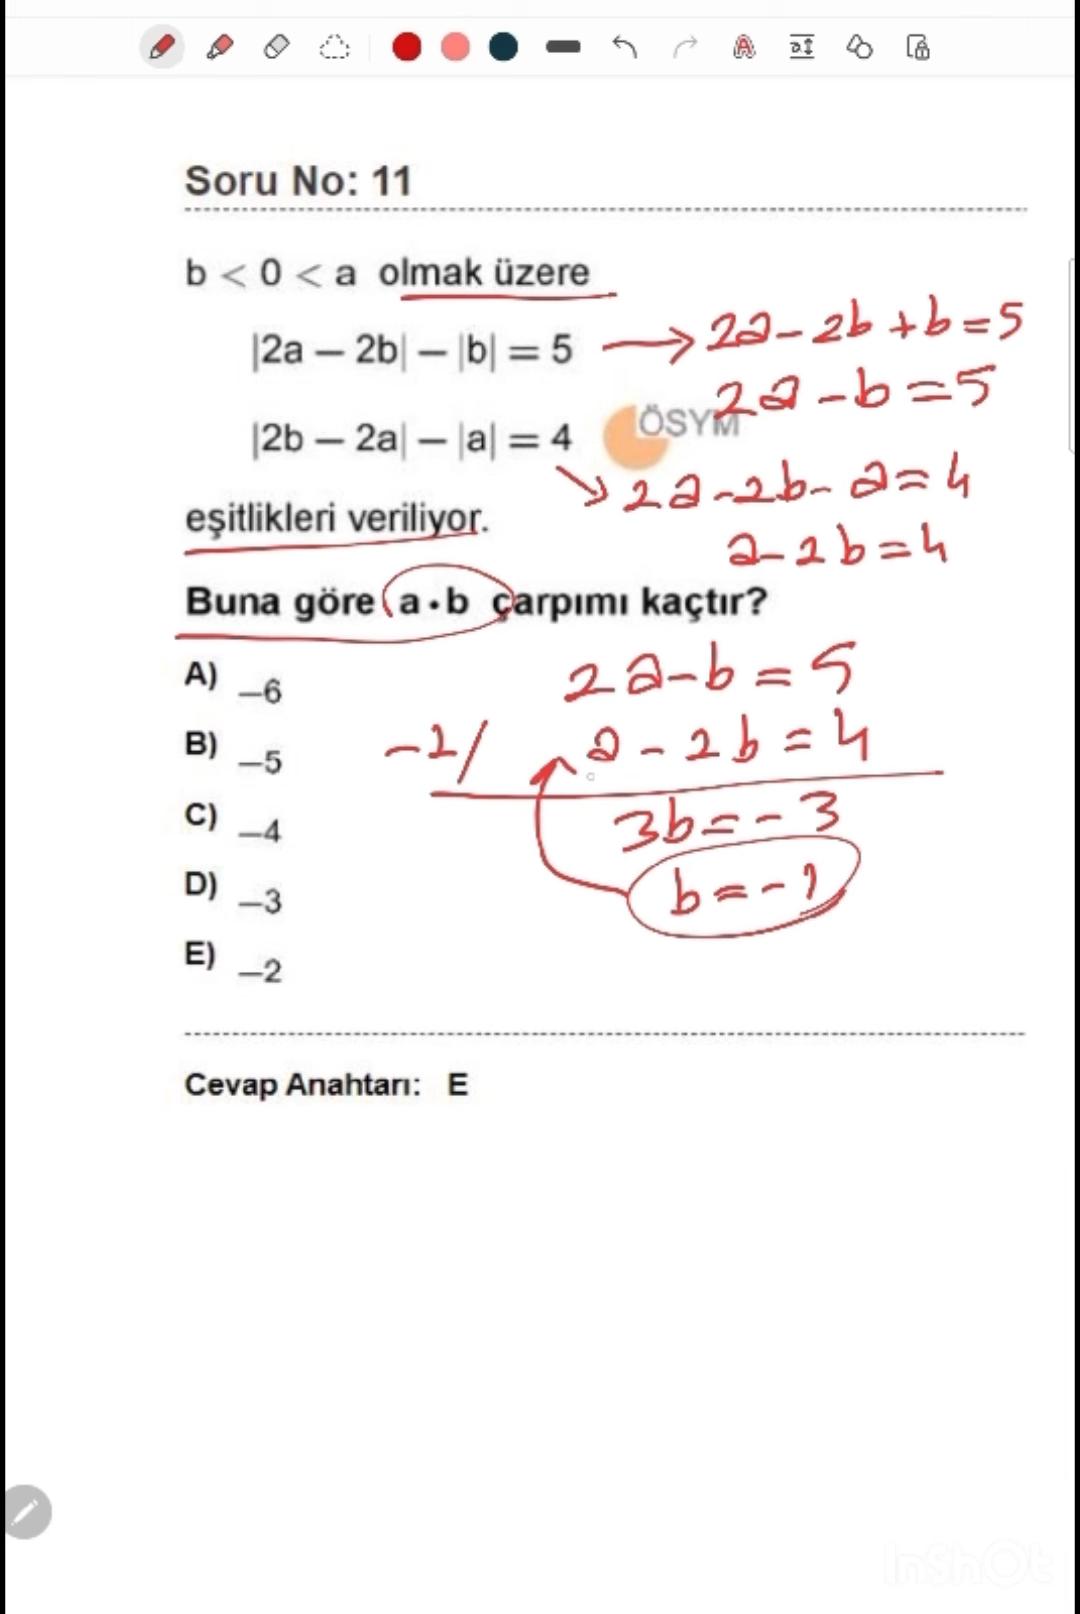 Soru No: 11
b < 0 < a olmak üzere
|2a – 2b| – |b| = 5
2a - 2b + b = 5
2a - b = 5
|2b – 2a| – |a| = 4
ÖSYM
2a - 2b - a = 4
a - 2b = 4
eşitlikleri veriliyor.
Buna göre a · b çarpımı kaçtır?
A) –6
B) –5
C) –4
D) –3
E) –2
2a - b = 5
-2/ a - 2b = 4
3b = - 3
b = - 1
Cevap Anahtarı: E
InShOt